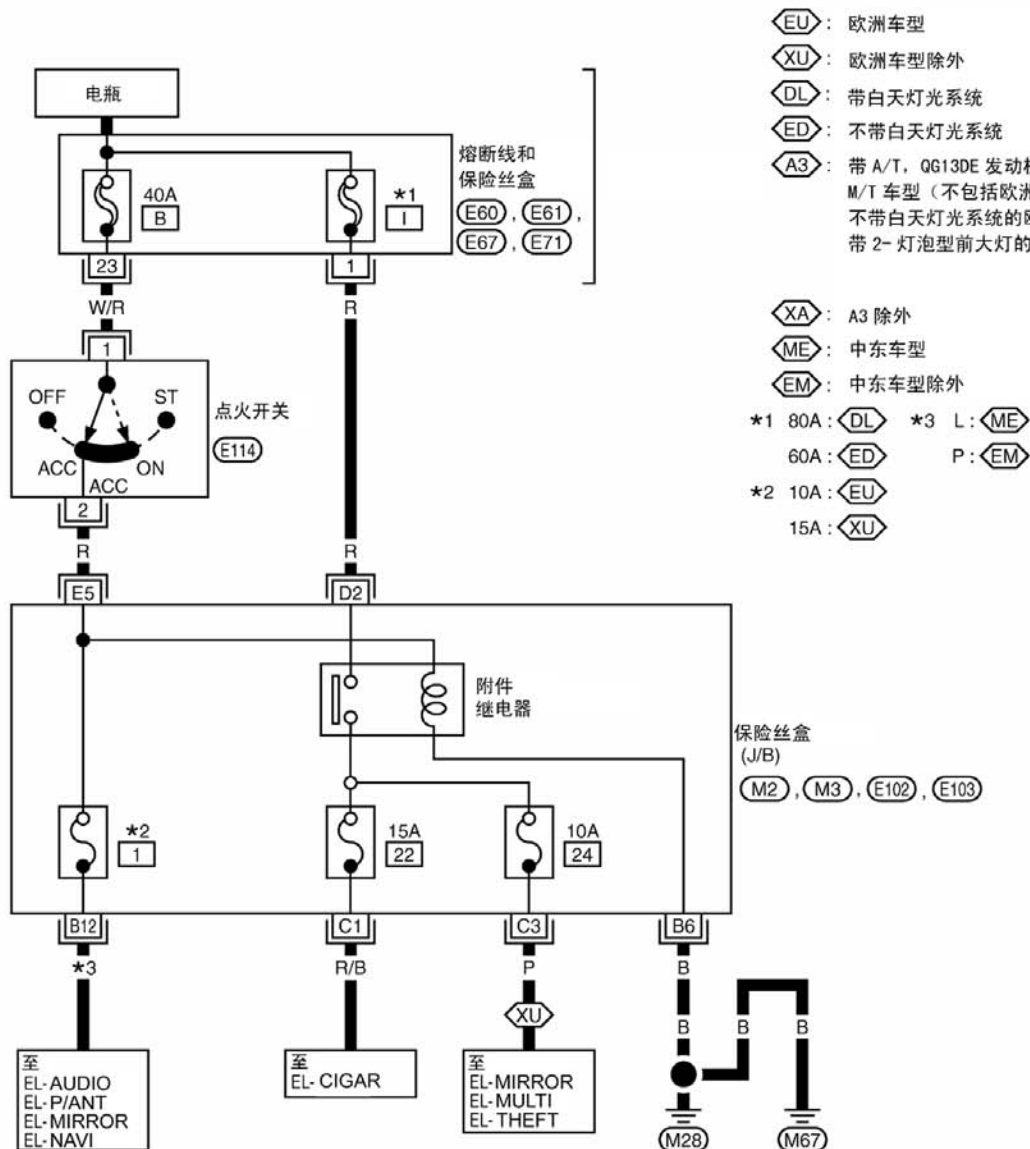 EU : 欧洲车型
XU : 欧洲车型除外
DL : 带白天灯光系统
ED : 不带白天灯光系统
A3 : 带 A/T, QG13DE 发动
M/T 车型（不包括欧洲
不带白天灯光系统的
带 2- 灯泡型前大灯的
XA : A3 除外
ME : 中东车型
EM : 中东车型除外
*1 80A : DL *3 L : ME
60A : ED P : EM
*2 10A : EU
15A : XU
电瓶
40A
B
*1
I
熔断线和
保险丝盒
E60 , E61 ,
E67 , E71
23
1
W/R
R
1
OFF
ST
ACC
ON
ACC
点火开关
E114
2
R
R
E5
D2
附件
继电器
保险丝盒
(J/B)
M2 , M3 , E102 , E103
*2
1
15A
22
10A
24
B12
C1
C3
B6
*3
R/B
P
B
XU
B
B
B
至
EL-AUDIO
EL-P/ANT
EL-MIRROR
EL-NAVI
至
EL- CIGAR
至
EL-MIRROR
EL-MULTI
EL-THEFT
M28
M67